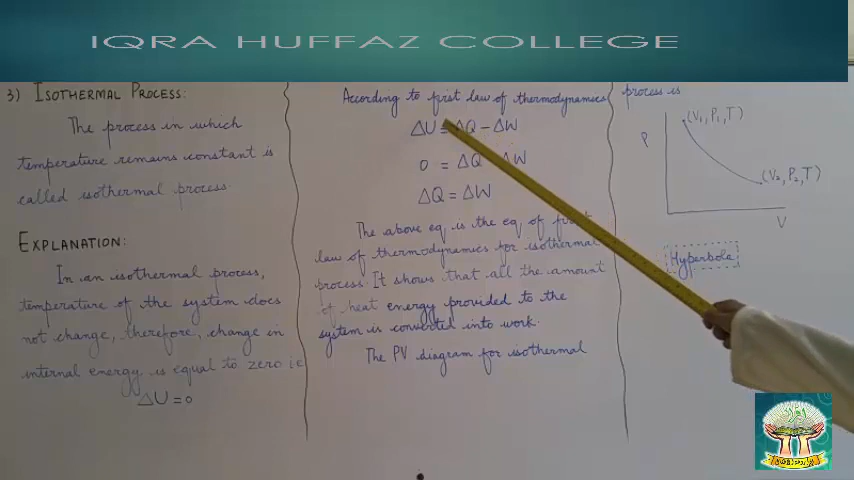 IQRA HUFFAZ COLLEGE
3) ISOTHERMAL PROCESS:
The process in which
temperature remains constant is
called isothermal process.
EXPLANATION:
In an isothermal process,
temperature of the system does
not change, therefore, change in
internal energy is equal to zero i.e
ΔU = 0
According to first law of thermodynamics
ΔU = ΔQ - ΔW
0 = ΔQ ΔW
ΔQ = ΔW
The above eq is the eq of first
law of thermodynamics for isothermal
process. It shows that all the amount
of heat energy provided to the
system is converted into work.
The PV diagram for isothermal
process is
(V₁, P₁, T)
P
(V₂, P₂, T)
V
Hyperbole